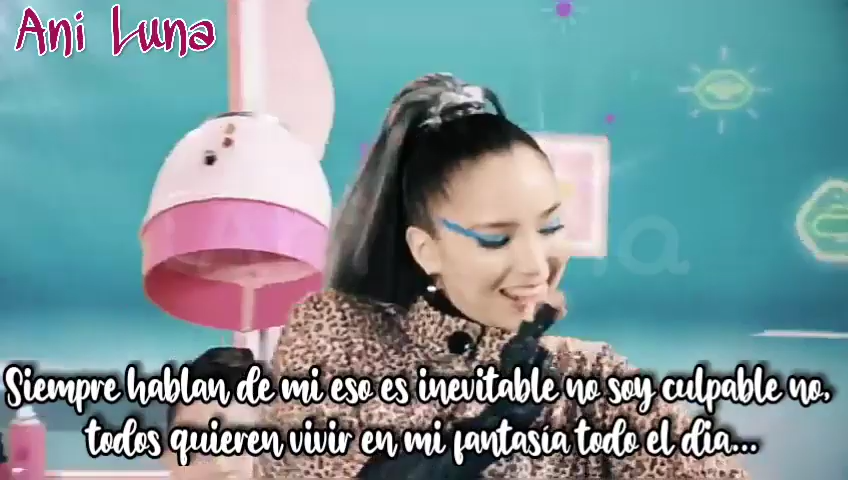 Ani Luna
Siempre hablan de mi eso es inevitable no soy culpable no,
todos quieren vivir en mi fantasía todo el dia...